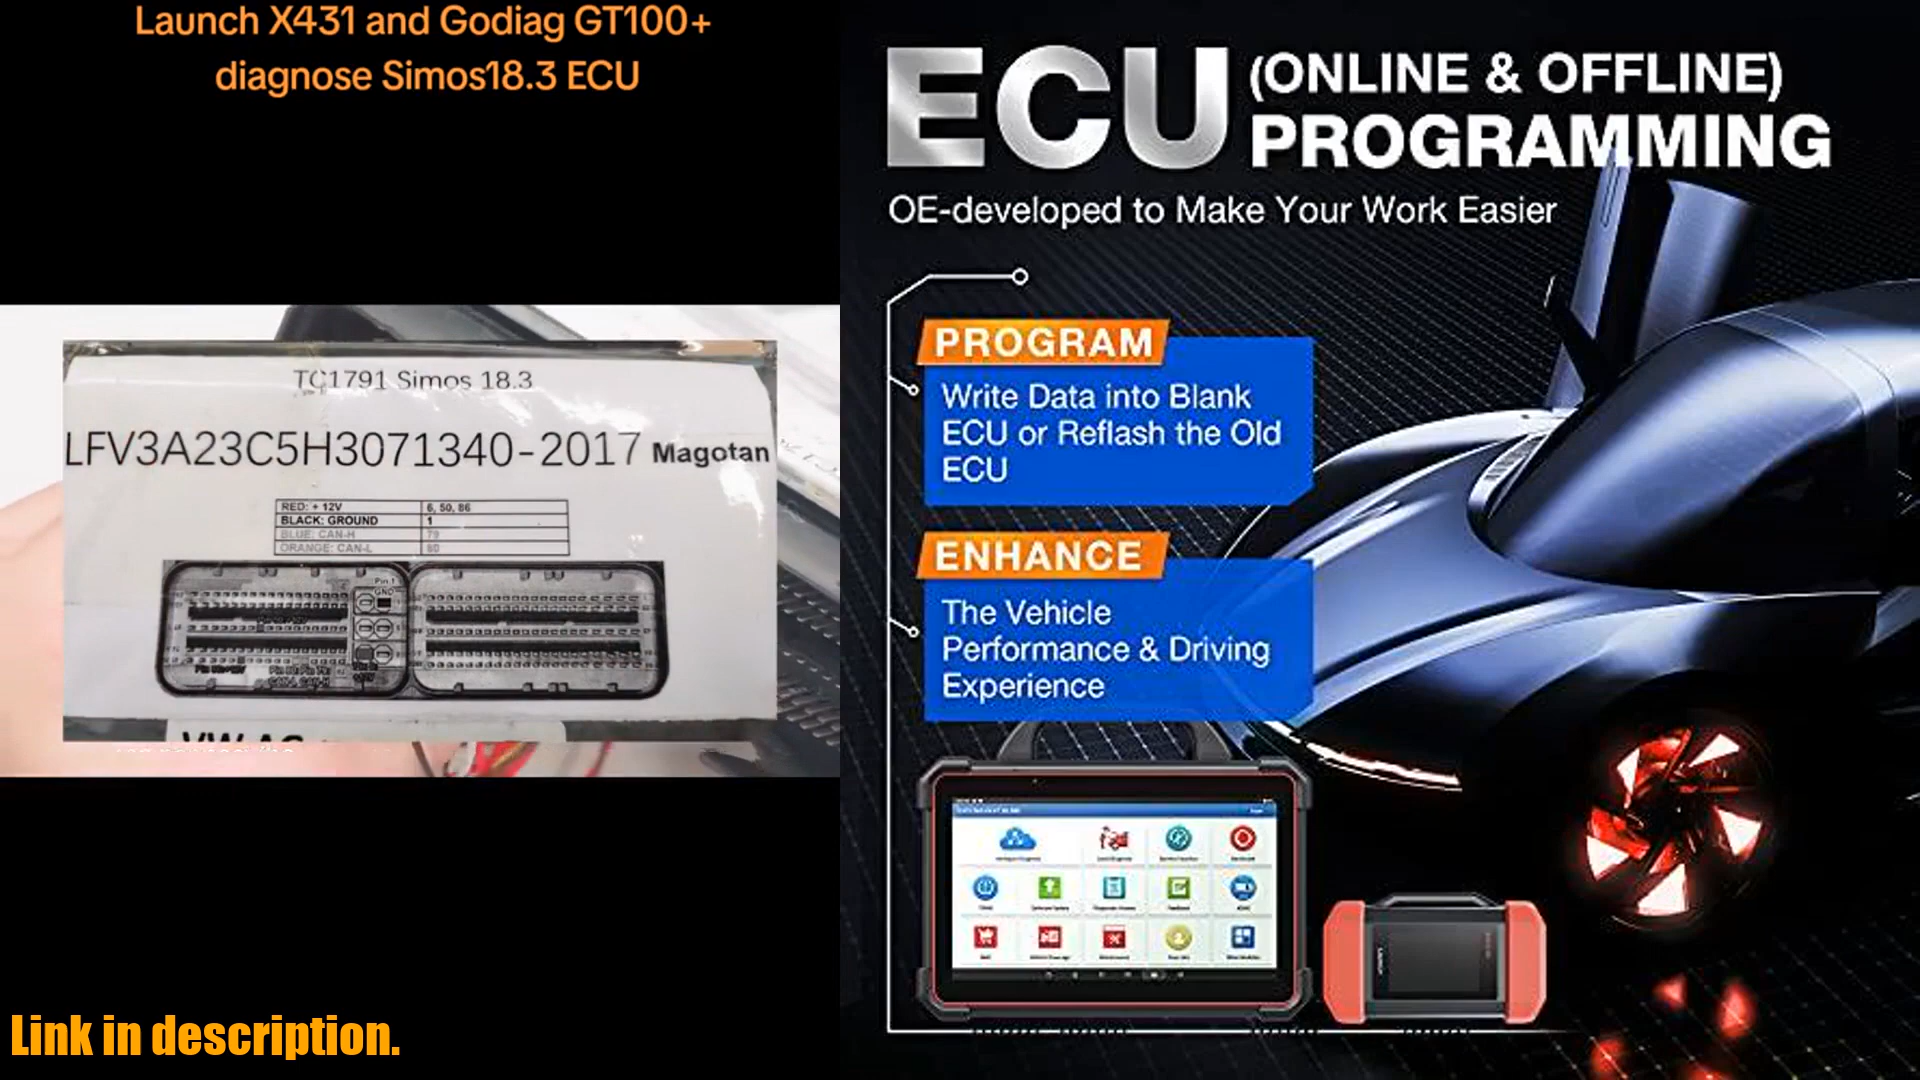 Launch X431 and Godiag GT100+
diagnose Simos18.3 ECU
TC1791 Simos 18.3
LFV3A23C5H3071340-2017 Magotan
RED: + 12V 6, 50, 86
BLACK: GROUND 1
BLUE: CAN-H 79
ORANGE: CAN-L 80
Pin 1
GND
Link in description.
ECU (ONLINE & OFFLINE)
PROGRAMMING
OE-developed to Make Your Work Easier
PROGRAM
Write Data into Blank
ECU or Reflash the Old
ECU
ENHANCE
The Vehicle
Performance & Driving
Experience